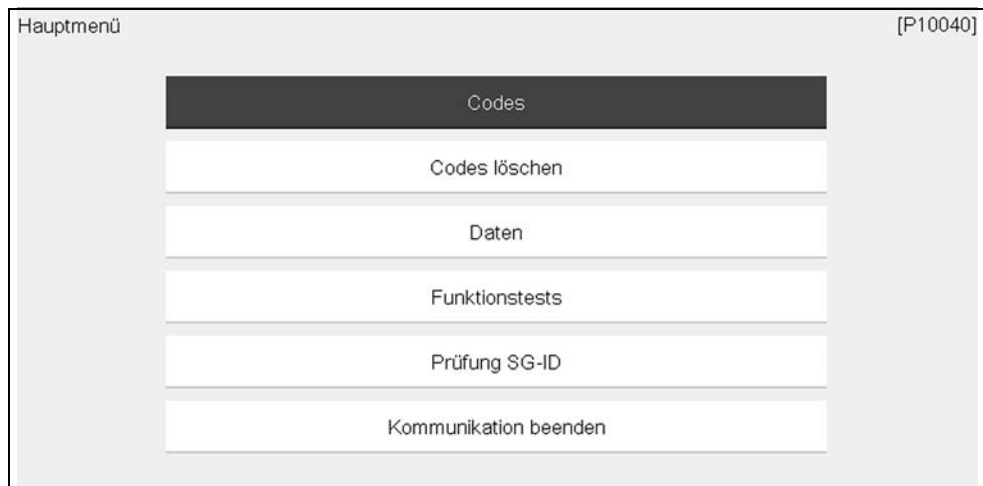 Hauptmenü [P10040]
Codes
Codes löschen
Daten
Funktionstests
Prüfung SG-ID
Kommunikation beenden